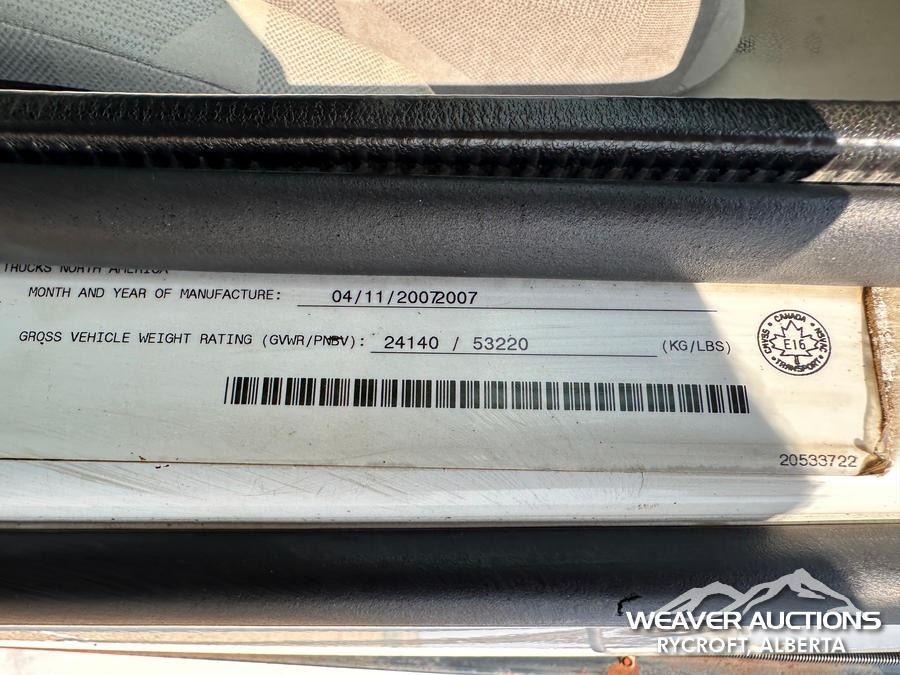 TRUCKS NORTH AMERICA
MONTH AND YEAR OF MANUFACTURE: 04/11/20072007
GROSS VEHICLE WEIGHT RATING (GVWR/PNBV): 24140 / 53220 (KG/LBS)
CANADA
E16
TRANSPORT
20533722
WEAVER AUCTIONS
RYCROFT, ALBERTA